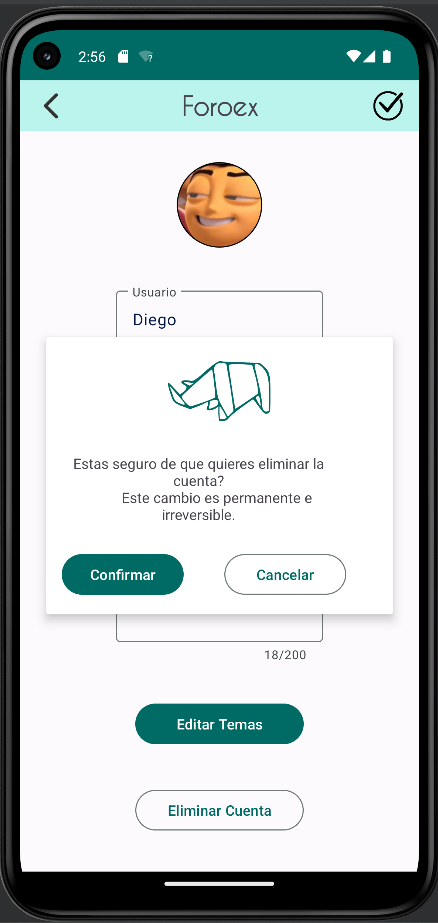 2:56
Foroex
Usuario
Diego
Estas seguro de que quieres eliminar la
cuenta?
Este cambio es permanente e
irreversible.
Confirmar
Cancelar
18/200
Editar Temas
Eliminar Cuenta